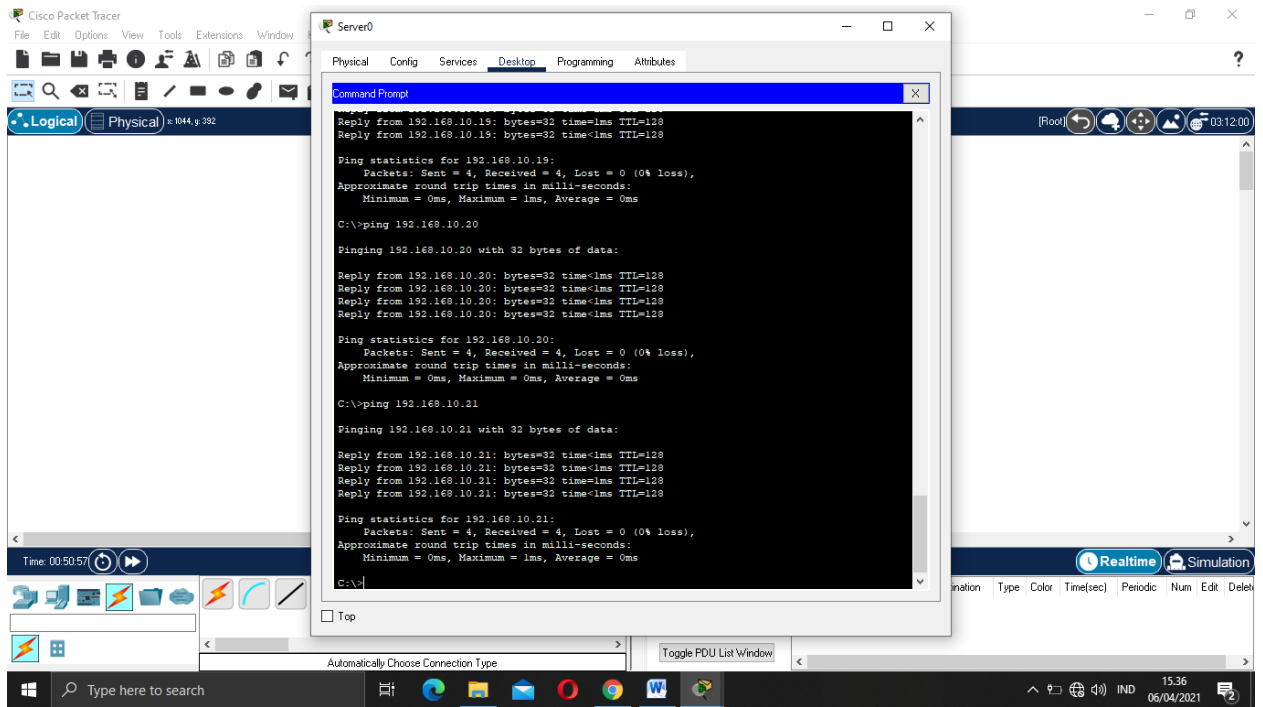 Cisco Packet Tracer
File Edit Options View Tools Extensions Window
Server0
Physical Config Services Desktop Programming Attributes
Command Prompt
X
Logical Physical x: 1044, y: 392
[Root] 03:12:00
Reply from 192.168.10.19: bytes=32 time=1ms TTL=128
Reply from 192.168.10.19: bytes=32 time<1ms TTL=128
Ping statistics for 192.168.10.19:
Packets: Sent = 4, Received = 4, Lost = 0 (0% loss),
Approximate round trip times in milli-seconds:
Minimum = 0ms, Maximum = 1ms, Average = 0ms
C:\>ping 192.168.10.20
Pinging 192.168.10.20 with 32 bytes of data:
Reply from 192.168.10.20: bytes=32 time<1ms TTL=128
Reply from 192.168.10.20: bytes=32 time<1ms TTL=128
Reply from 192.168.10.20: bytes=32 time<1ms TTL=128
Reply from 192.168.10.20: bytes=32 time<1ms TTL=128
Ping statistics for 192.168.10.20:
Packets: Sent = 4, Received = 4, Lost = 0 (0% loss),
Approximate round trip times in milli-seconds:
Minimum = 0ms, Maximum = 0ms, Average = 0ms
C:\>ping 192.168.10.21
Pinging 192.168.10.21 with 32 bytes of data:
Reply from 192.168.10.21: bytes=32 time<1ms TTL=128
Reply from 192.168.10.21: bytes=32 time<1ms TTL=128
Reply from 192.168.10.21: bytes=32 time=1ms TTL=128
Reply from 192.168.10.21: bytes=32 time<1ms TTL=128
Ping statistics for 192.168.10.21:
Packets: Sent = 4, Received = 4, Lost = 0 (0% loss),
Approximate round trip times in milli-seconds:
Minimum = 0ms, Maximum = 1ms, Average = 0ms
C:\>
Top
Time: 00:50:57
Realtime Simulation
Type Color Time(sec) Periodic Num Edit
Automatically Choose Connection Type
Toggle PDU List Window
Type here to search
IND
15.36
06/04/2021
2